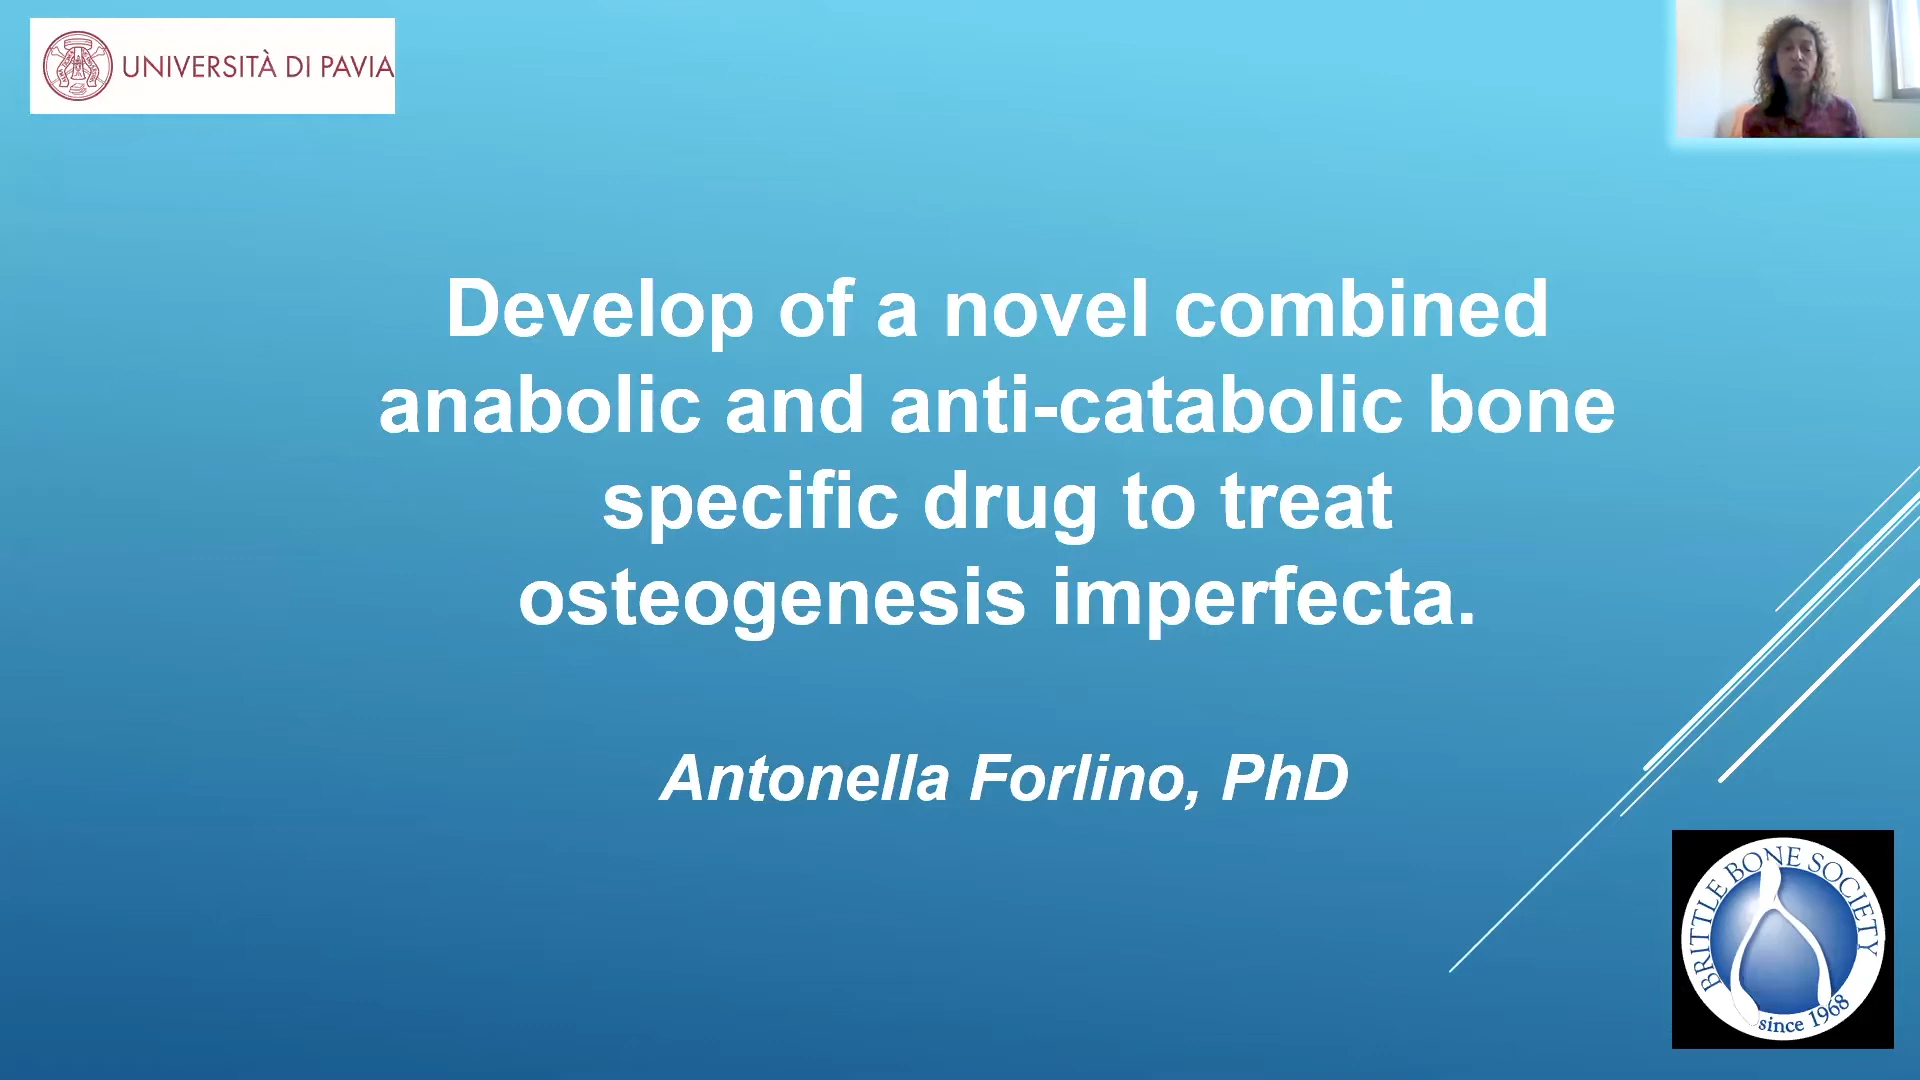 UNIVERSITÀ DI PAVIA
Develop of a novel combined
anabolic and anti-catabolic bone
specific drug to treat
osteogenesis imperfecta.
Antonella Forlino, PhD
BRITTLE BONE SOCIETY
since 1968